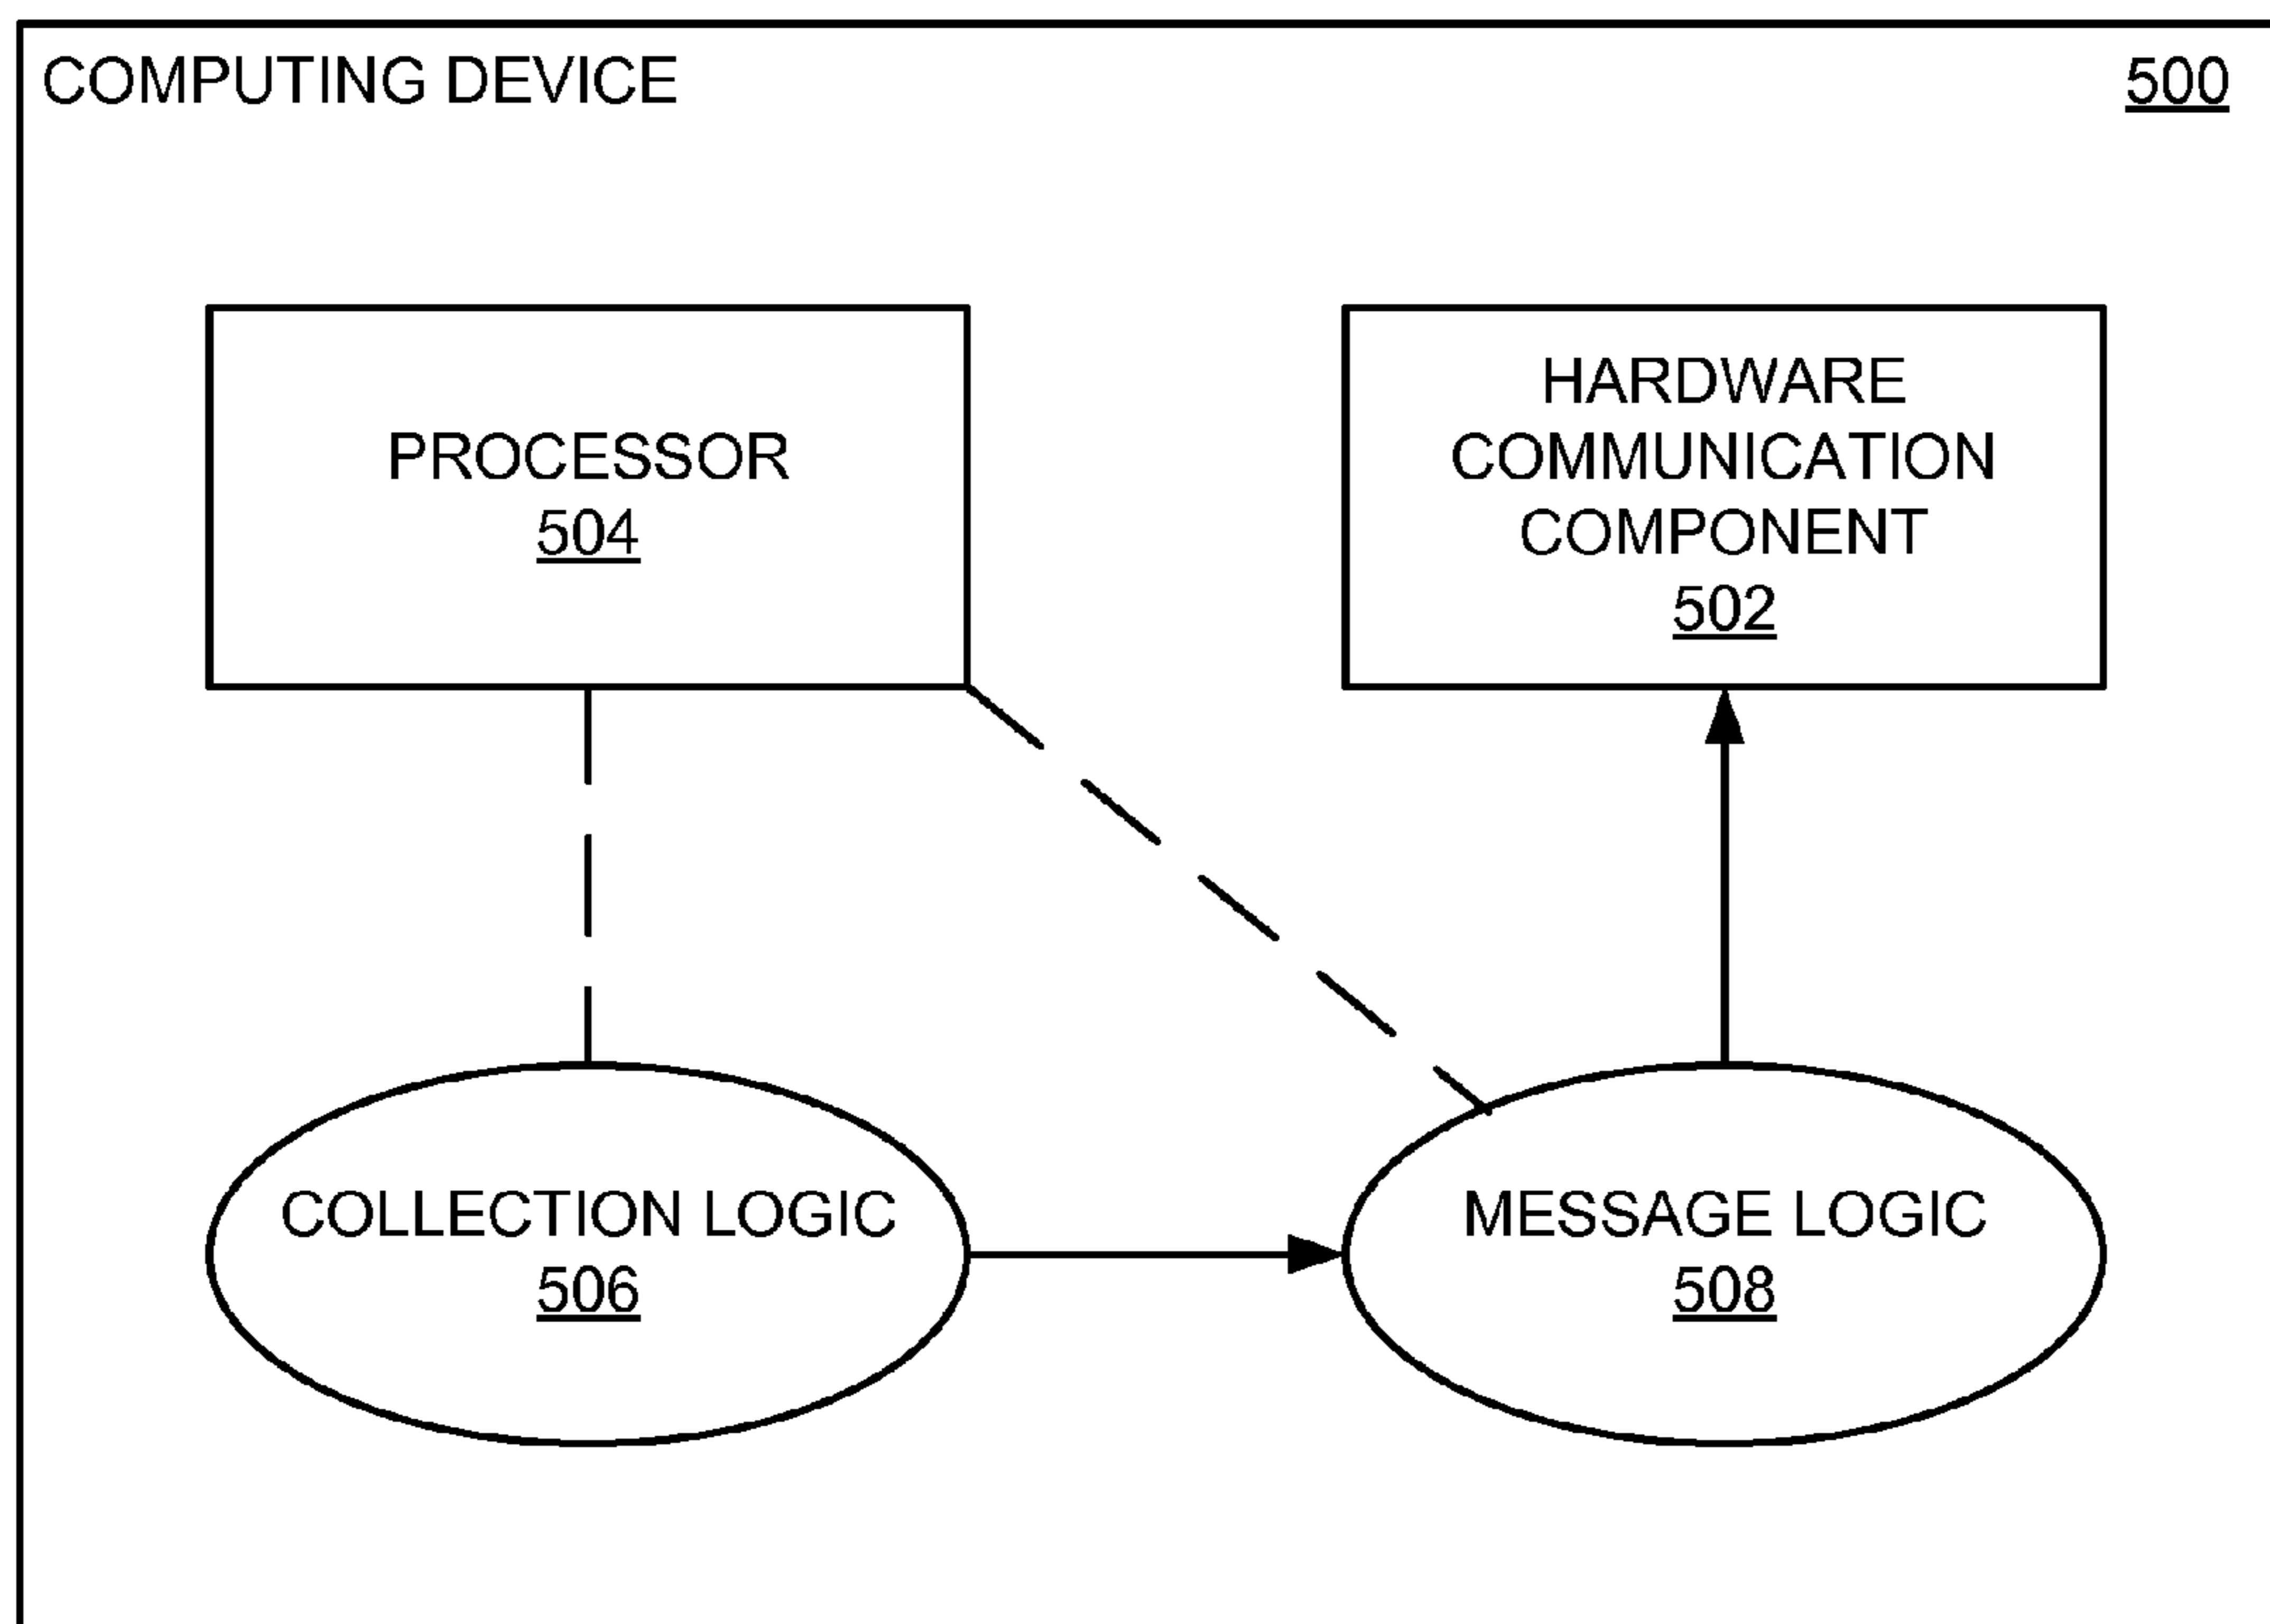 COMPUTING DEVICE
500
PROCESSOR
504
HARDWARE
COMMUNICATION
COMPONENT
502
COLLECTION LOGIC
506
MESSAGE LOGIC
508